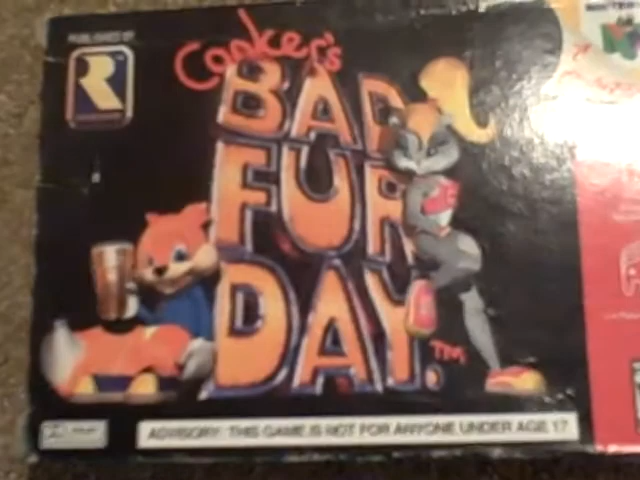 PUBLISHED BY
R
Conker's
BAD
FUR
DAY.™
ADVISORY: THIS GAME IS NOT FOR ANYONE UNDER AGE 17